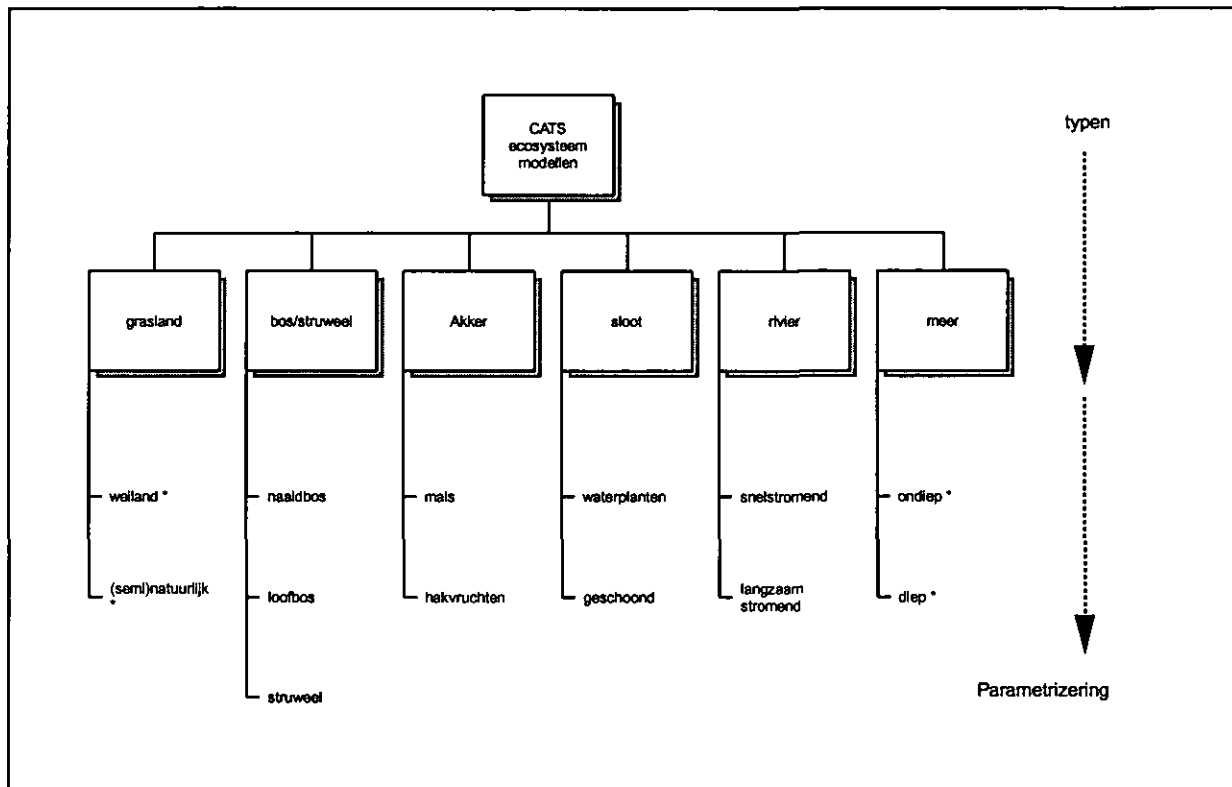 CATS
ecosysteem
modellen
typen
grasland
bos/struweel
Akker
sloot
rivier
meer
weiland *
naaldbos
mais
waterplanten
snelstromend
ondiep *
(semi)natuurlijk
*
loofbos
hakvruchten
geschoond
langzaam
stromend
diep *
struweel
Parametrizering